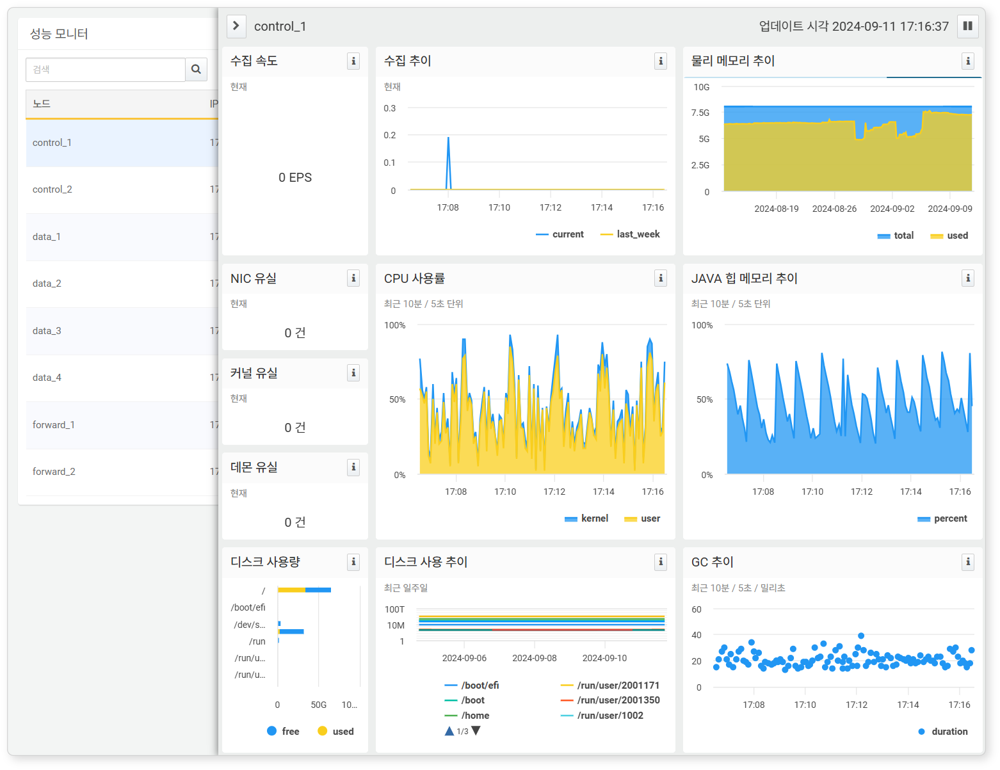 성능 모니터
검색
노드 IP
control_1 17
control_2 17
data_1 17
data_2 17
data_3 17
data_4 17
forward_1 17
forward_2 17
control_1
업데이트 시각 2024-09-11 17:16:37
수집 속도
현재
0 EPS
수집 추이
현재
0.3
0.2
0.1
0
17:08 17:10 17:12 17:14 17:16
current last_week
물리 메모리 추이
10G
7.5G
5G
2.5G
0
2024-08-19 2024-08-26 2024-09-02 2024-09-09
total used
NIC 유실
현재
0 건
커널 유실
현재
0 건
데몬 유실
현재
0 건
CPU 사용률
최근 10분 / 5초 단위
100%
50%
0%
17:08 17:10 17:12 17:14 17:16
kernel user
JAVA 힙 메모리 추이
최근 10분 / 5초 단위
100%
50%
0%
17:08 17:10 17:12 17:14 17:16
percent
디스크 사용량
/
/boot/efi
/dev/s...
/run
/run/u...
/run/u...
0 50G 10...
free used
디스크 사용 추이
최근 일주일
100T
10M
1
2024-09-06 2024-09-08 2024-09-10
/boot/efi /run/user/2001171
/boot /run/user/2001350
/home /run/user/1002
1/3
GC 추이
최근 10분 / 5초 / 밀리초
60
40
20
0
17:08 17:10 17:12 17:14 17:16
duration